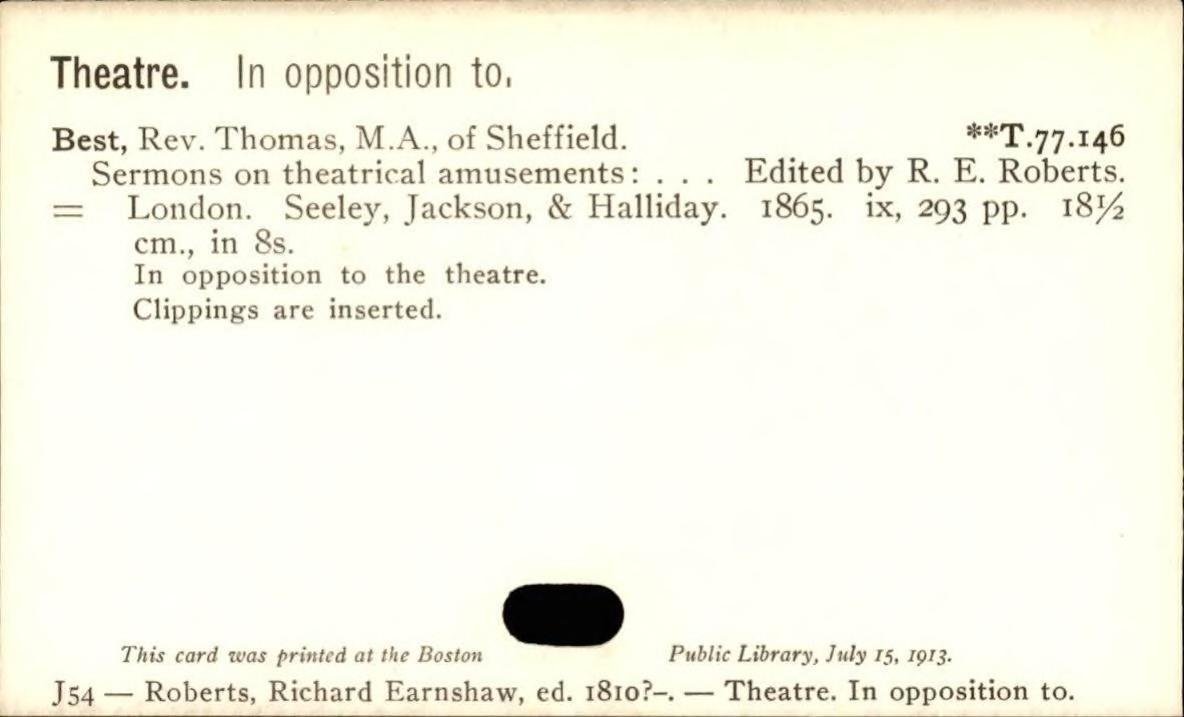 Theatre. In opposition to.
Best, Rev. Thomas, M.A., of Sheffield. **T.77.146
Sermons on theatrical amusements: . . . Edited by R. E. Roberts.
= London. Seeley, Jackson, & Halliday. 1865. ix, 293 pp. 18½
cm., in 8s.
In opposition to the theatre.
Clippings are inserted.
This card was printed at the Boston Public Library, July 15, 1913.
J54 — Roberts, Richard Earnshaw, ed. 1810?-. — Theatre. In opposition to.